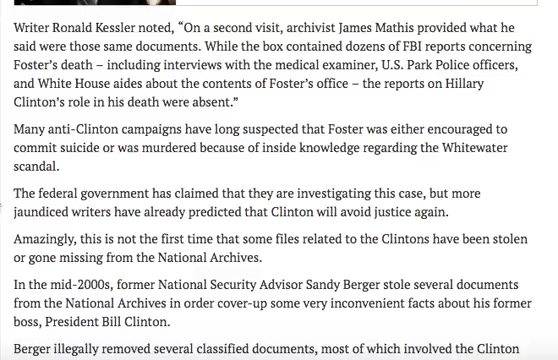 Writer Ronald Kessler noted, “On a second visit, archivist James Mathis provided what he
said were those same documents. While the box contained dozens of FBI reports concerning
Foster’s death – including interviews with the medical examiner, U.S. Park Police officers,
and White House aides about the contents of Foster’s office – the reports on Hillary
Clinton’s role in his death were absent.”
Many anti-Clinton campaigns have long suspected that Foster was either encouraged to
commit suicide or was murdered because of inside knowledge regarding the Whitewater
scandal.
The federal government has claimed that they are investigating this case, but more
jaundiced writers have already predicted that Clinton will avoid justice again.
Amazingly, this is not the first time that some files related to the Clintons have been stolen
or gone missing from the National Archives.
In the mid-2000s, former National Security Advisor Sandy Berger stole several documents
from the National Archives in order cover-up some very inconvenient facts about his former
boss, President Bill Clinton.
Berger illegally removed several classified documents, most of which involved the Clinton